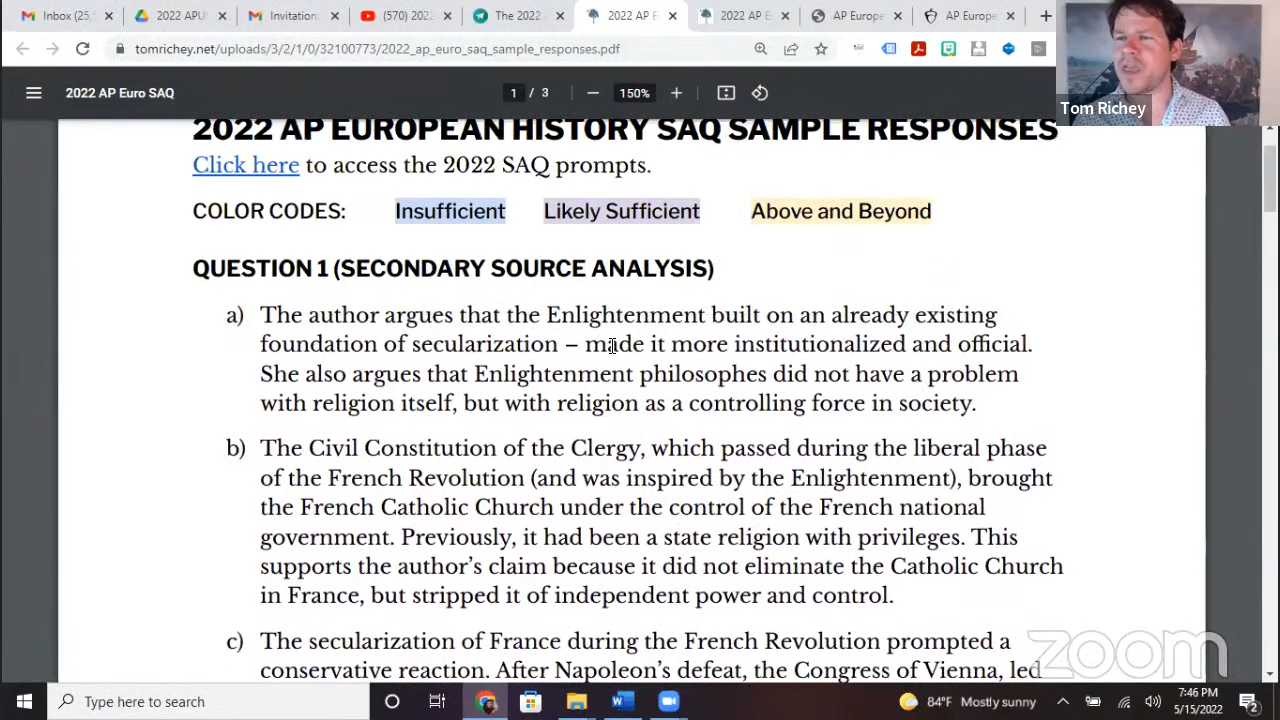 Inbox (25,
2022 APU
Invitation
(570) 2022
The 2022
2022 AP E
2022 AP E
AP Europe
AP Europe
tomrichey.net/uploads/3/2/1/0/32100773/2022_ap_euro_saq_sample_responses.pdf
Tom Richey
2022 AP Euro SAQ
1 / 3
150%
2022 AP EUROPEAN HISTORY SAQ SAMPLE RESPONSES
Click here to access the 2022 SAQ prompts.
COLOR CODES: Insufficient Likely Sufficient Above and Beyond
QUESTION 1 (SECONDARY SOURCE ANALYSIS)
a) The author argues that the Enlightenment built on an already existing
foundation of secularization – made it more institutionalized and official.
She also argues that Enlightenment philosophes did not have a problem
with religion itself, but with religion as a controlling force in society.
b) The Civil Constitution of the Clergy, which passed during the liberal phase
of the French Revolution (and was inspired by the Enlightenment), brought
the French Catholic Church under the control of the French national
government. Previously, it had been a state religion with privileges. This
supports the author's claim because it did not eliminate the Catholic Church
in France, but stripped it of independent power and control.
c) The secularization of France during the French Revolution prompted a
conservative reaction. After Napoleon's defeat, the Congress of Vienna, led
zoom
Type here to search
84°F Mostly sunny
7:46 PM
5/15/2022
2